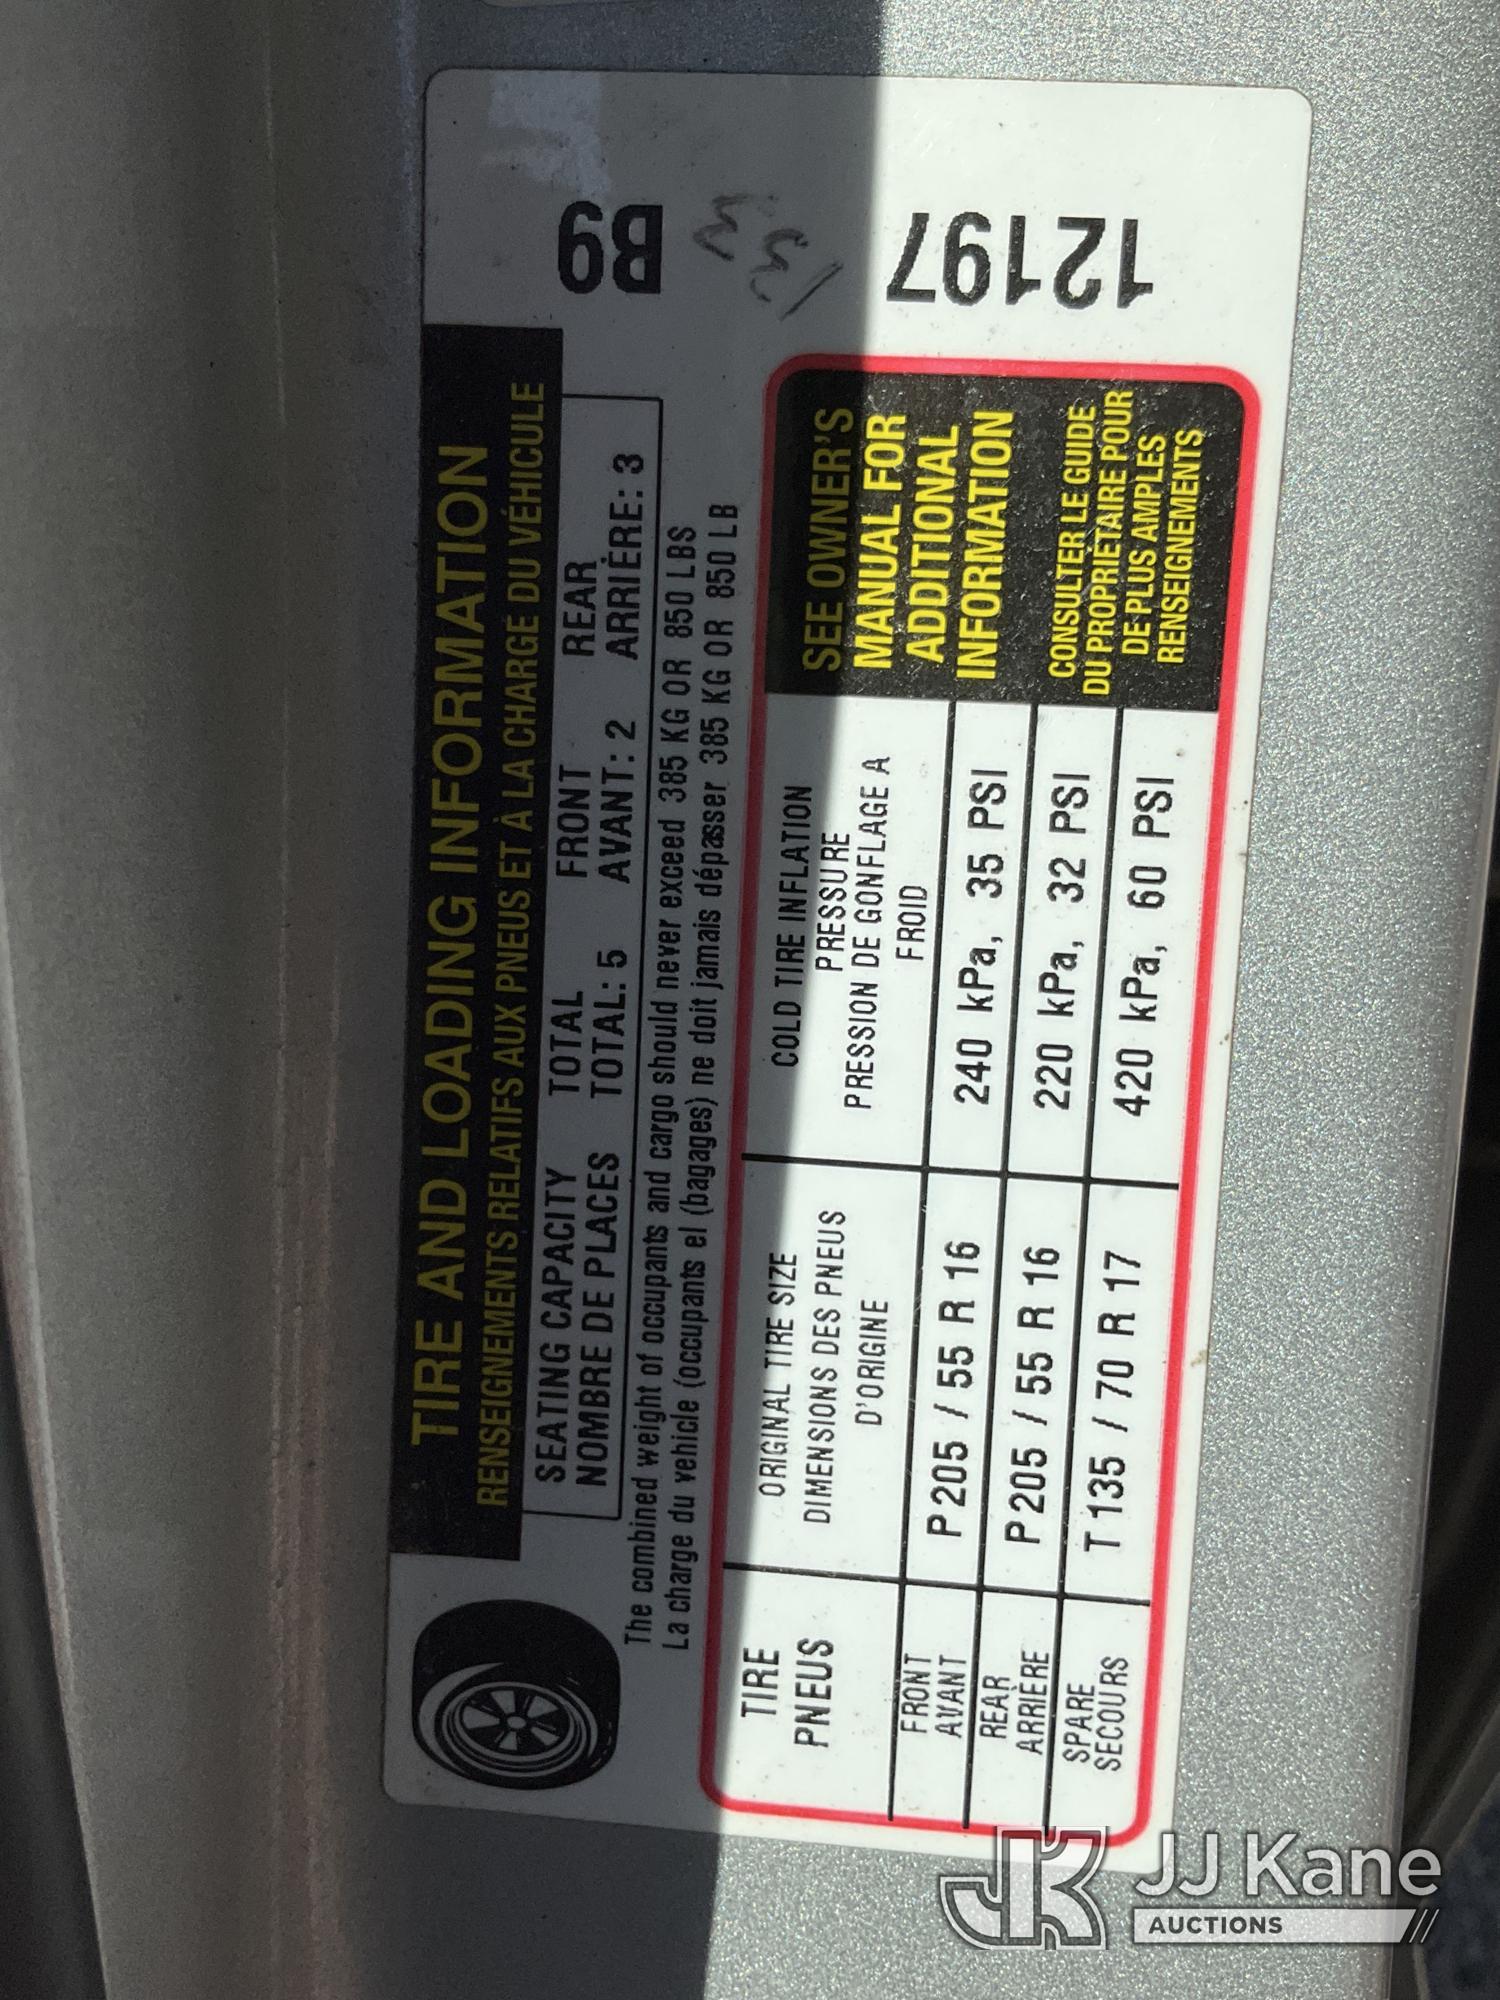 TIRE AND LOADING INFORMATION
RENSEIGNEMENTS RELATIFS AUX PNEUS ET À LA CHARGE DU VÉHICULE
SEATING CAPACITY TOTAL FRONT REAR
NOMBRE DE PLACES TOTAL: 5 AVANT: 2 ARRIÈRE: 3
The combined weight of occupants and cargo should never exceed 385 KG OR 850 LBS
La charge du vehicle (occupants el (bagages) ne doit jamais dépasser 385 KG OR 850 LB
B9
12197
TIRE
PNEUS
ORIGINAL TIRE SIZE
DIMENSIONS DES PNEUS
D'ORIGINE
COLD TIRE INFLATION
PRESSURE
PRESSION DE GONFLAGE A
FROID
FRONT
AVANT
P205 / 55 R 16
240 kPa, 35 PSI
REAR
ARRIÈRE
P205 / 55 R 16
220 kPa, 32 PSI
SPARE
SECOURS
T135 / 70 R 17
420 kPa, 60 PSI
SEE OWNER'S
MANUAL FOR
ADDITIONAL
INFORMATION
CONSULTER LE GUIDE
DU PROPRIÉTAIRE POUR
DE PLUS AMPLES
RENSEIGNEMENTS
JJ Kane
AUCTIONS